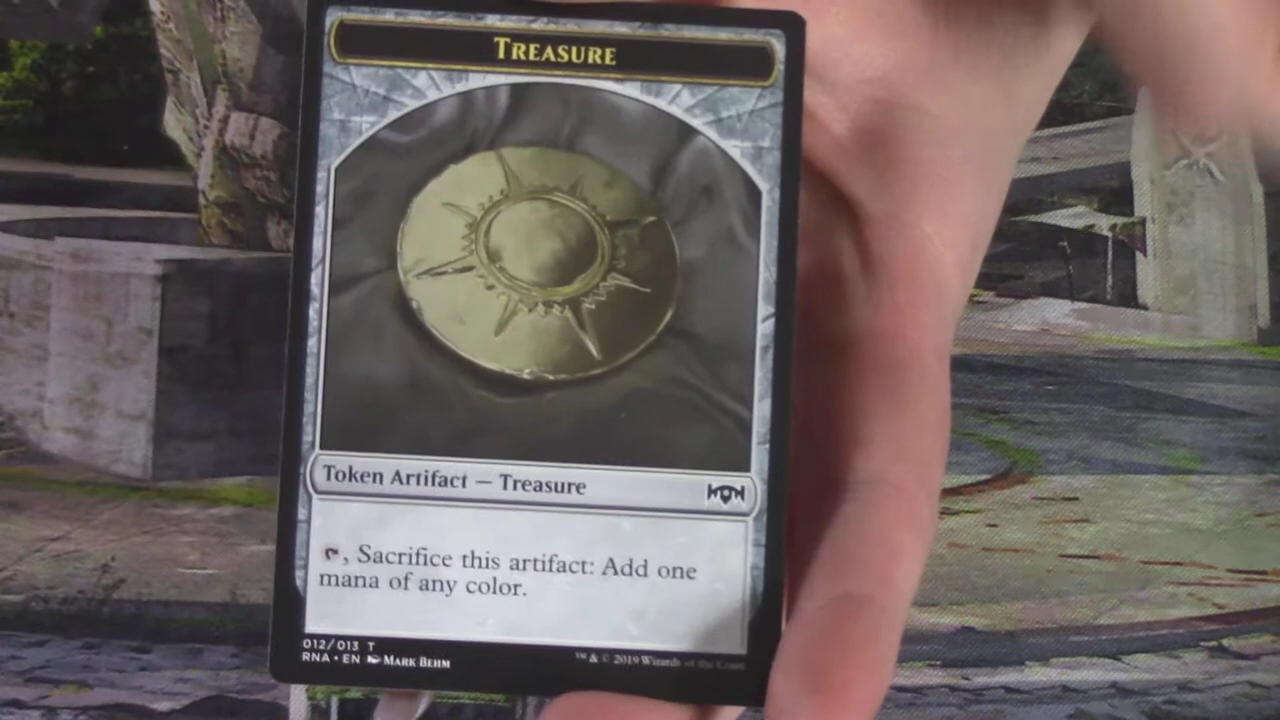 TREASURE
Token Artifact — Treasure
, Sacrifice this artifact: Add one
mana of any color.
012/013 T
RNA • EN MARK BEHM
™ & © 2019 Wizards of the Coast